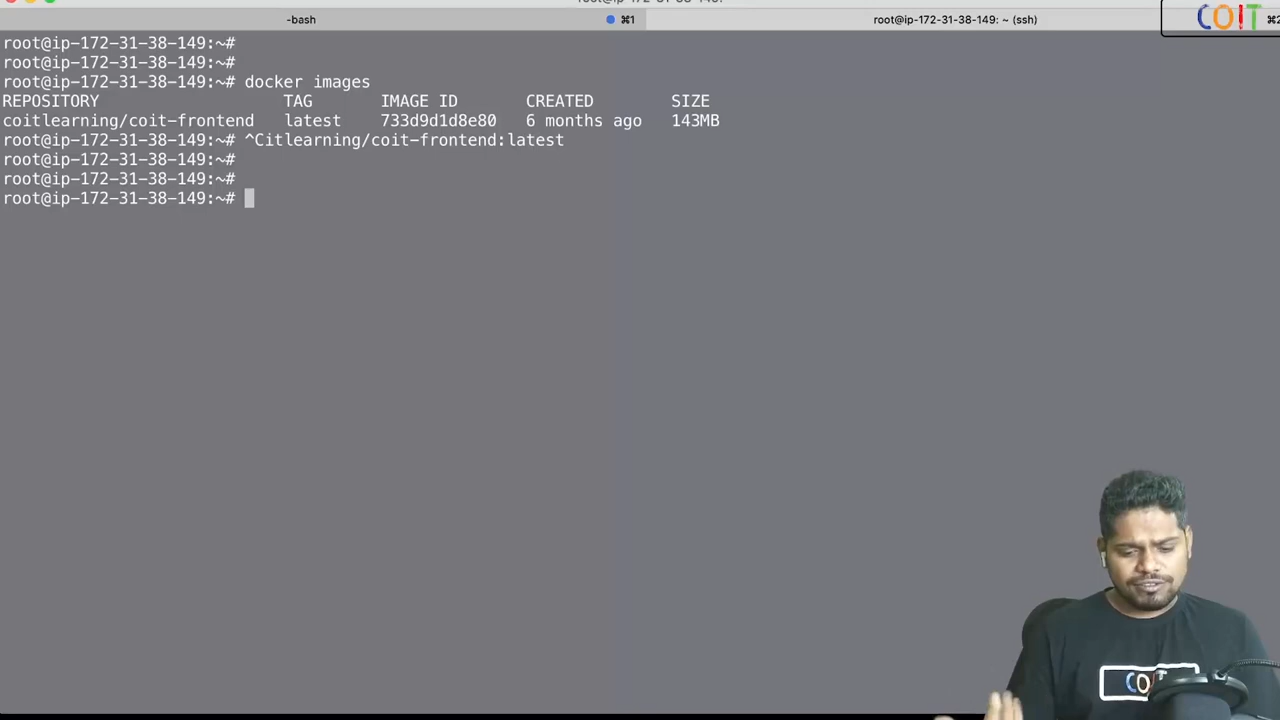 -bash
⌘1
root@ip-172-31-38-149: ~ (ssh)
COIT
⌘2
root@ip-172-31-38-149:~#
root@ip-172-31-38-149:~#
root@ip-172-31-38-149:~# docker images
REPOSITORY TAG IMAGE ID CREATED SIZE
coitlearning/coit-frontend latest 733d9d1d8e80 6 months ago 143MB
root@ip-172-31-38-149:~# ^Citlearning/coit-frontend:latest
root@ip-172-31-38-149:~#
root@ip-172-31-38-149:~#
root@ip-172-31-38-149:~#